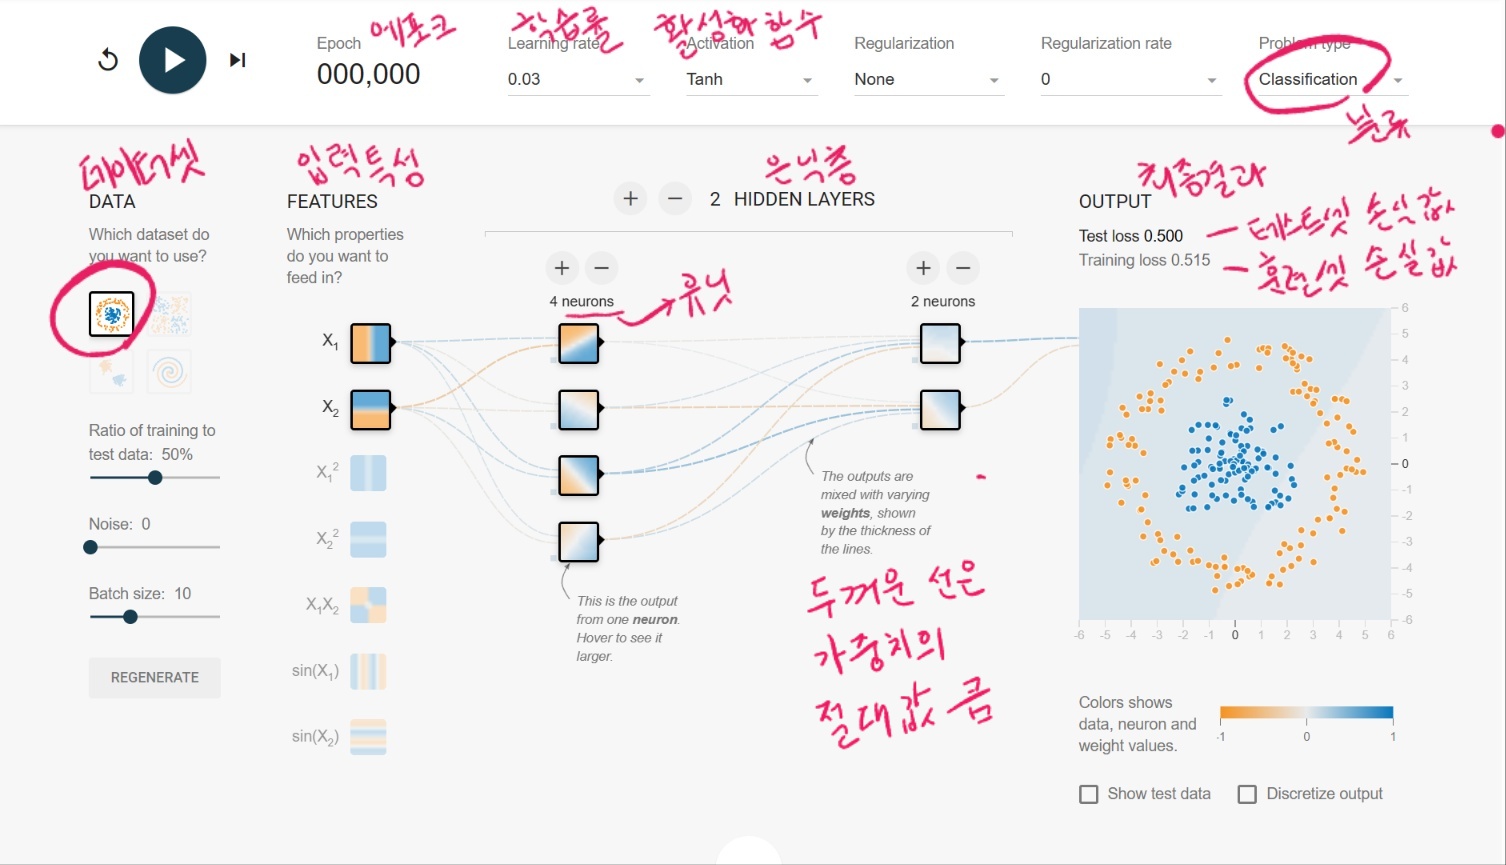 Epoch 에포크
000,000
Learning rate 학습률
0.03
Activation 활성화 함수
Tanh
Regularization
None
Regularization rate
0
Problem type
Classification
분류
데이터셋
DATA
Which dataset do
you want to use?
Ratio of training to
test data: 50%
Noise: 0
Batch size: 10
REGENERATE
입력 특성
FEATURES
Which properties
do you want to
feed in?
X1
X2
X1²
X2²
X1X2
sin(X1)
sin(X2)
은닉층
+ − 2 HIDDEN LAYERS
+ −
4 neurons → 유닛
+ −
2 neurons
The outputs are
mixed with varying
weights, shown
by the thickness of
the lines.
This is the output
from one neuron.
Hover to see it
larger.
두꺼운 선은
가중치의
절대값 큼
최종결과
OUTPUT
Test loss 0.500 – 테스트셋 손실값
Training loss 0.515 – 훈련셋 손실값
6
5
4
3
2
1
0
-1
-2
-3
-4
-5
-6
-6 -5 -4 -3 -2 -1 0 1 2 3 4 5 6
Colors shows
data, neuron and
weight values.
-1 0 1
Show test data
Discretize output